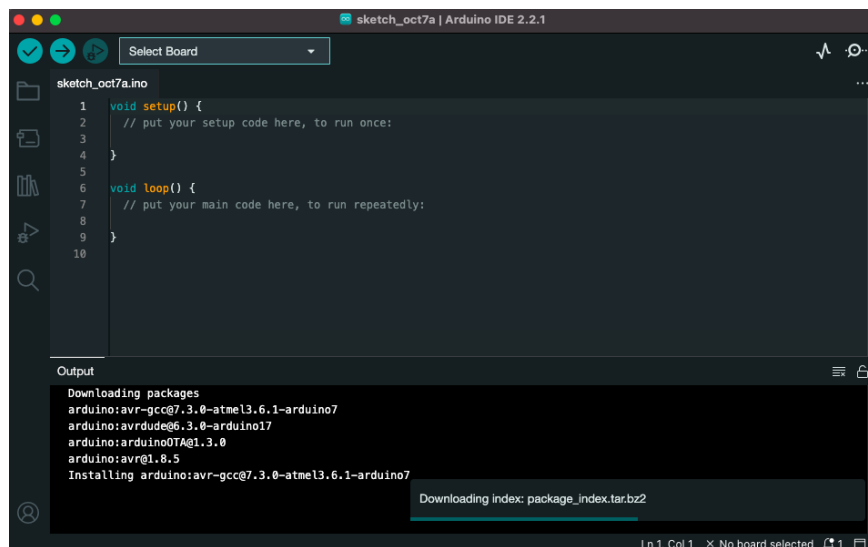 sketch_oct7a | Arduino IDE 2.2.1
Select Board
sketch_oct7a.ino
1 void setup() {
2 // put your setup code here, to run once:
3
4 }
5
6 void loop() {
7 // put your main code here, to run repeatedly:
8
9 }
10
Output
Downloading packages
arduino:avr-gcc@7.3.0-atmel3.6.1-arduino7
arduino:avrdude@6.3.0-arduino17
arduino:arduinoOTA@1.3.0
arduino:avr@1.8.5
Installing arduino:avr-gcc@7.3.0-atmel3.6.1-arduino7
Downloading index: package_index.tar.bz2
Ln 1, Col 1 × No board selected 1